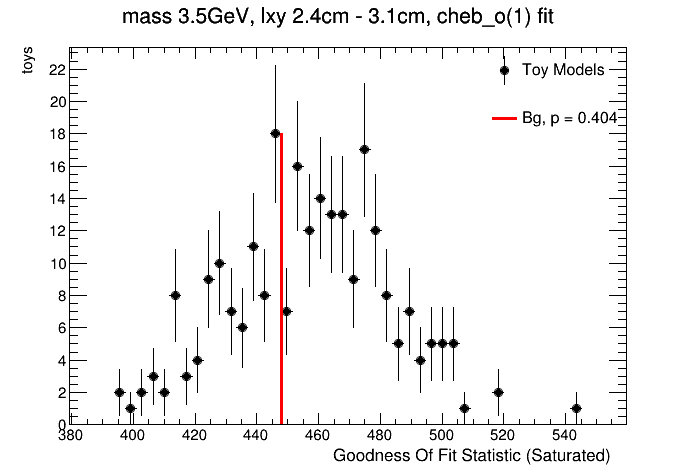 mass 3.5GeV, lxy 2.4cm - 3.1cm, cheb_o(1) fit
toys
Toy Models
Bg, p = 0.404
22
20
18
16
14
12
10
8
6
4
2
0
380 400 420 440 460 480 500 520 540
Goodness Of Fit Statistic (Saturated)